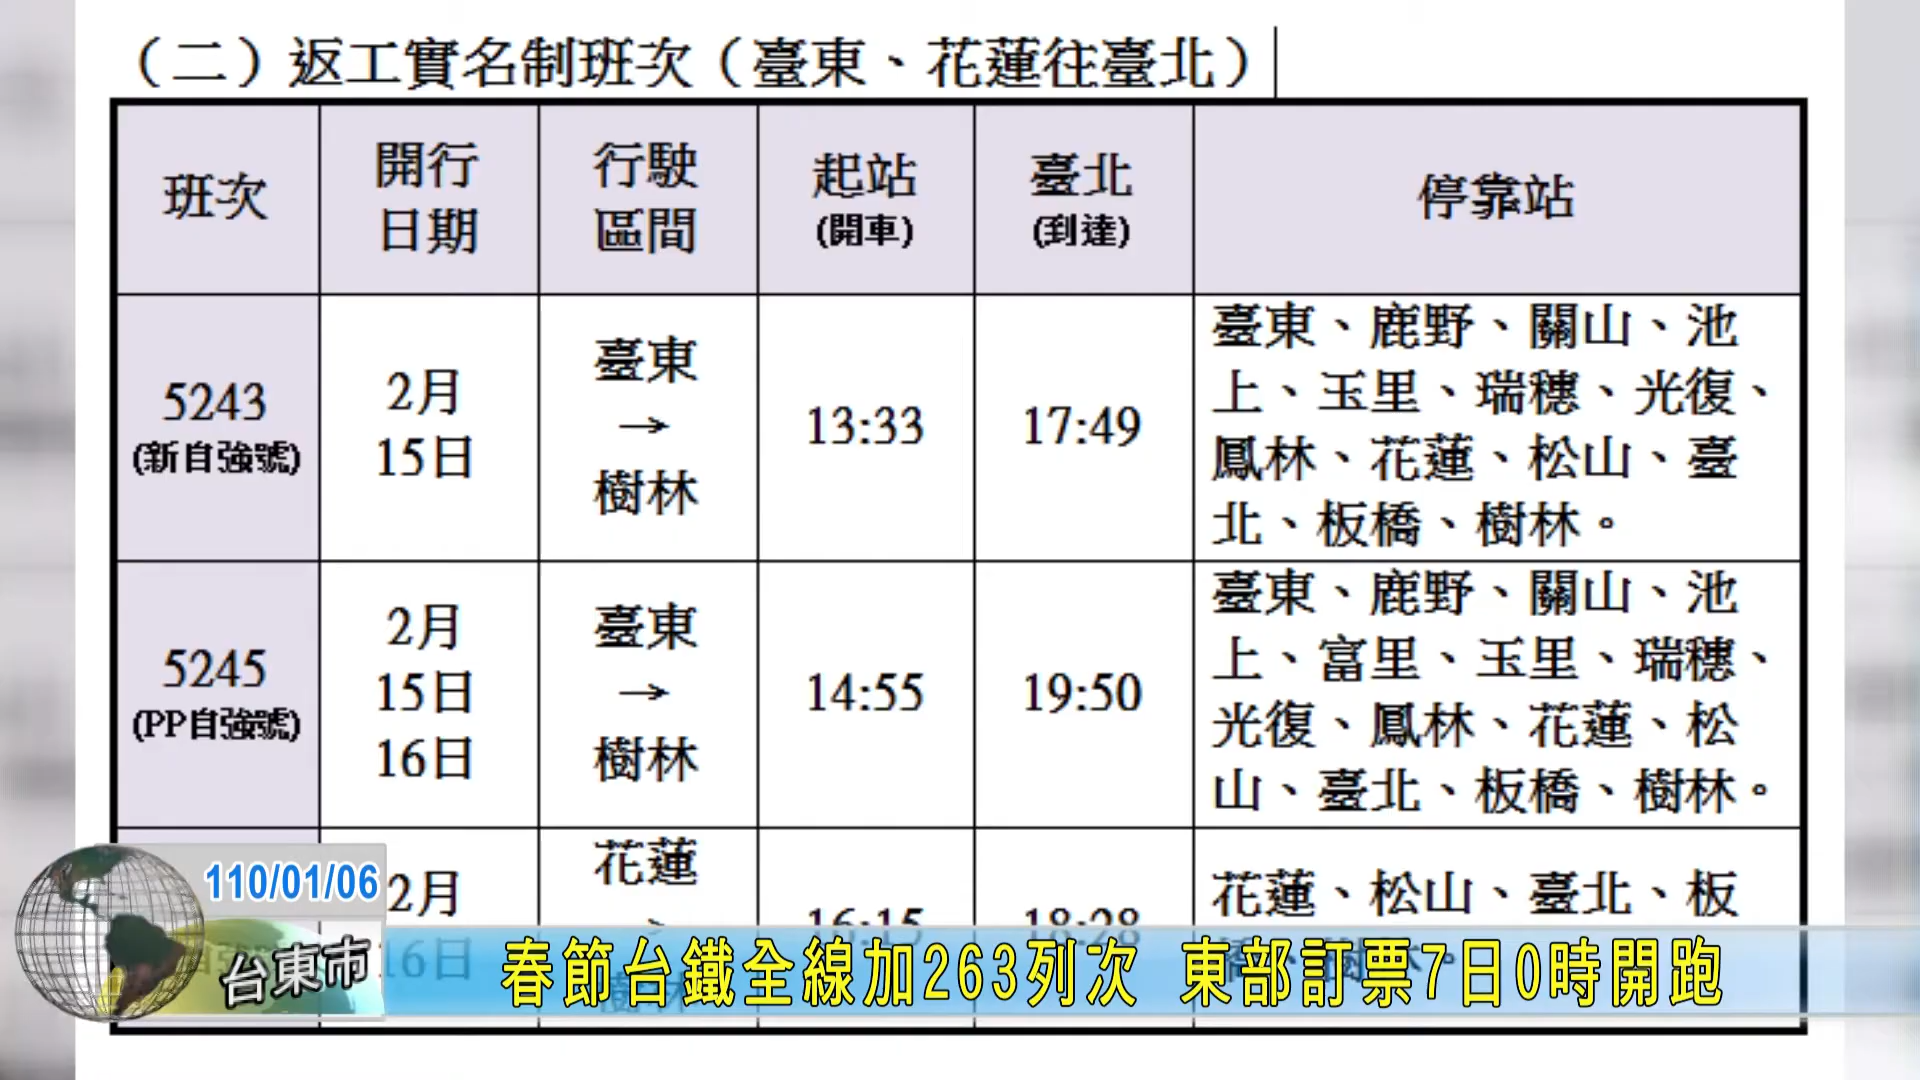 （二）返工實名制班次（臺東、花蓮往臺北）
班次
開行
日期
行駛
區間
起站
(開車)
臺北
(到達)
停靠站
5243
(新自強號)
2月
15日
臺東
→
樹林
13:33
17:49
臺東、鹿野、關山、池
上、玉里、瑞穗、光復、
鳳林、花蓮、松山、臺
北、板橋、樹林。
5245
(PP自強號)
2月
15日
16日
臺東
→
樹林
14:55
19:50
臺東、鹿野、關山、池
上、富里、玉里、瑞穗、
光復、鳳林、花蓮、松
山、臺北、板橋、樹林。
2月
16日
花蓮
樹林
16:15
18:28
花蓮、松山、臺北、板
110/01/06
台東市
春節台鐵全線加263列次 東部訂票7日0時開跑